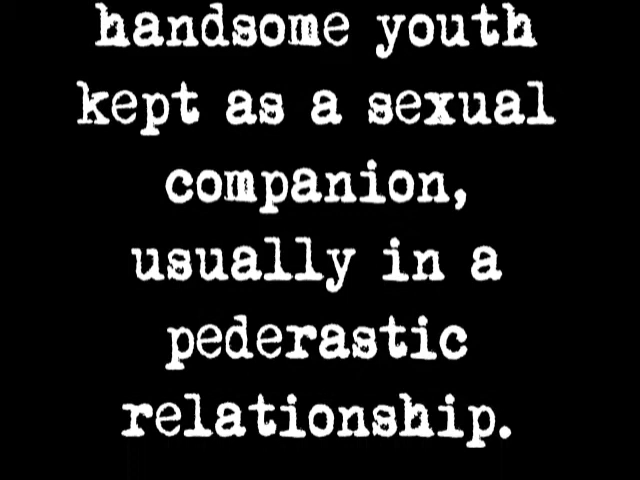 handsome youth
kept as a sexual
companion,
usually in a
pederastic
relationship.